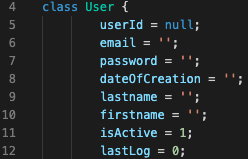 4 class User {
5 userId = null;
6 email = '';
7 password = '';
8 dateOfCreation = '';
9 lastname = '';
10 firstname = '';
11 isActive = 1;
12 lastLog = 0;